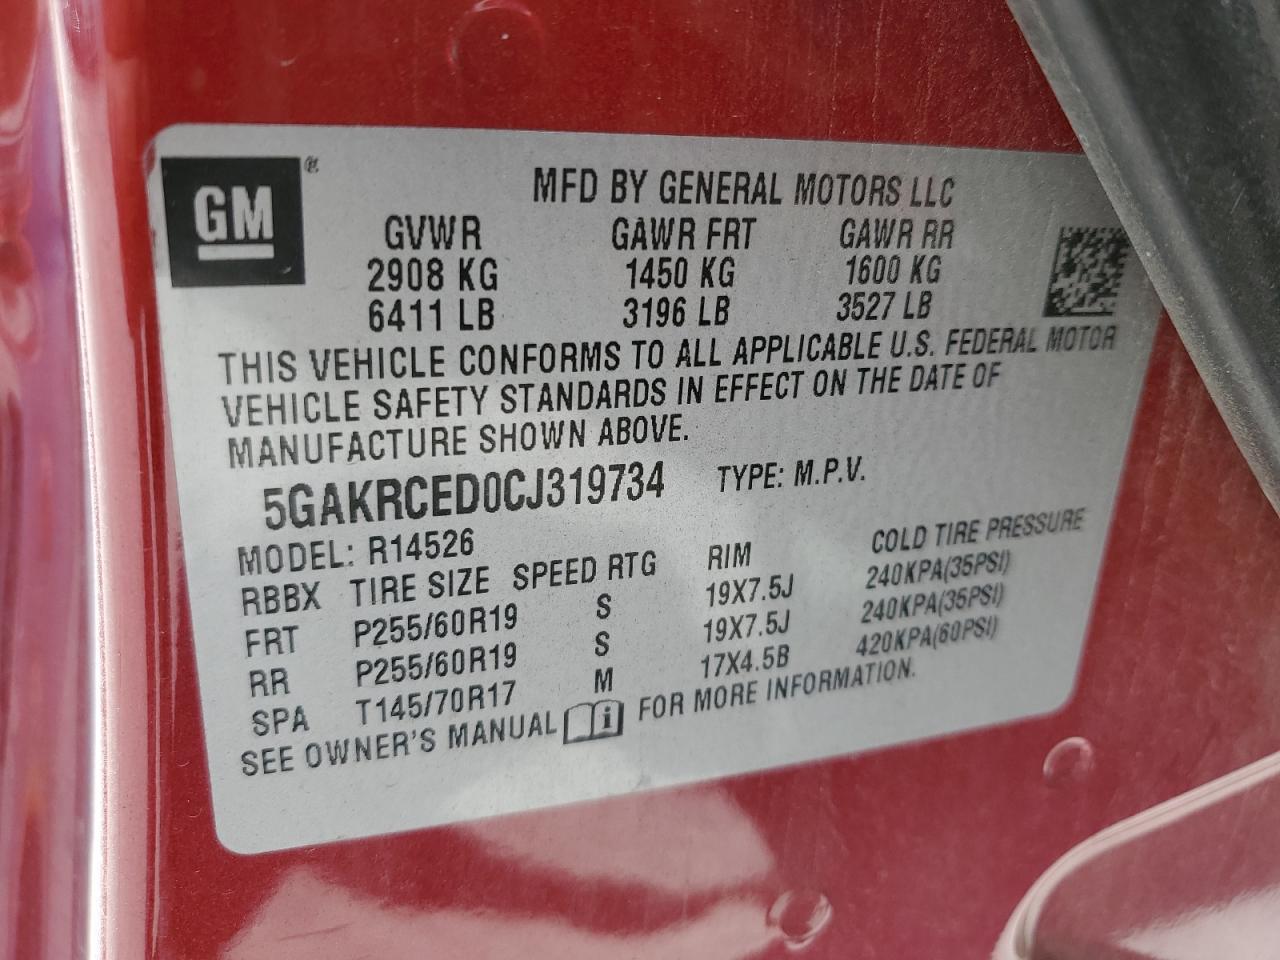 GM ®
MFD BY GENERAL MOTORS LLC
GVWR GAWR FRT GAWR RR
2908 KG 1450 KG 1600 KG
6411 LB 3196 LB 3527 LB
THIS VEHICLE CONFORMS TO ALL APPLICABLE U.S. FEDERAL MOTOR
VEHICLE SAFETY STANDARDS IN EFFECT ON THE DATE OF
MANUFACTURE SHOWN ABOVE.
5GAKRCED0CJ319734 TYPE: M.P.V.
MODEL: R14526
RBBX TIRE SIZE SPEED RTG RIM COLD TIRE PRESSURE
FRT P255/60R19 S 19X7.5J 240KPA(35PSI)
RR P255/60R19 S 19X7.5J 240KPA(35PSI)
SPA T145/70R17 M 17X4.5B 420KPA(60PSI)
SEE OWNER'S MANUAL i FOR MORE INFORMATION.